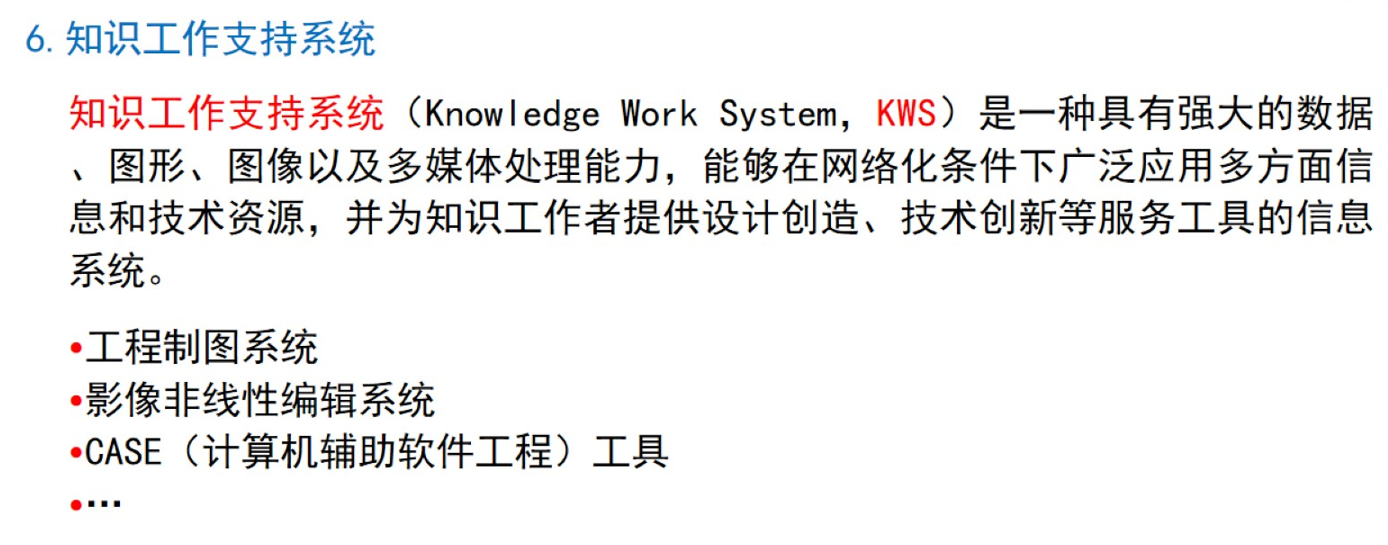 6. 知识工作支持系统
知识工作支持系统（Knowledge Work System，KWS）是一种具有强大的数据
、图形、图像以及多媒体处理能力，能够在网络化条件下广泛应用多方面信
息和技术资源，并为知识工作者提供设计创造、技术创新等服务工具的信息
系统。
•工程制图系统
•影像非线性编辑系统
•CASE（计算机辅助软件工程）工具
•…